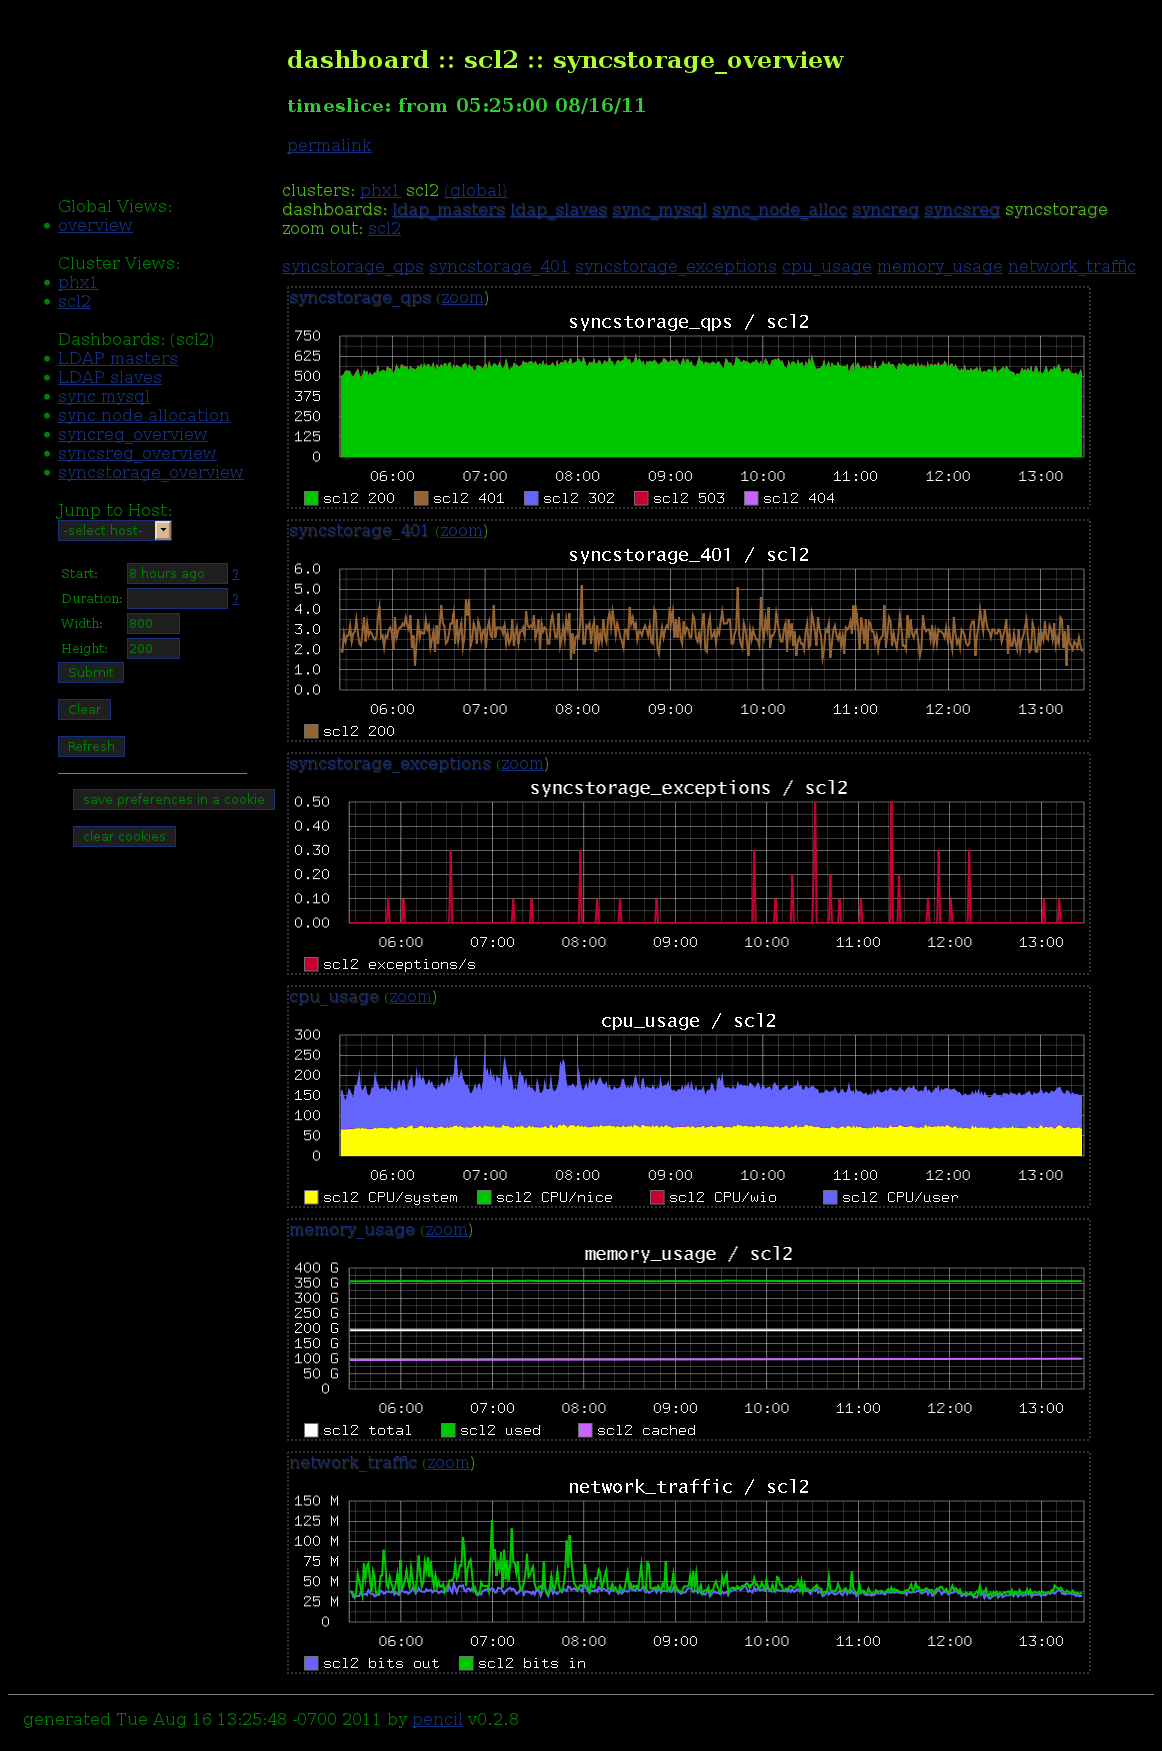 dashboard :: scl2 :: syncstorage_overview
timeslice: from 05:25:00 08/16/11
permalink
clusters: phx1 scl2 (global)
dashboards: ldap_masters ldap_slaves sync_mysql sync_node_alloc syncreg syncsreg syncstorage
zoom out: scl2
syncstorage_qps syncstorage_401 syncstorage_exceptions cpu_usage memory_usage network_traffic
Global Views:
overview
Cluster Views:
phx1
scl2
Dashboards: (scl2)
LDAP masters
LDAP slaves
sync mysql
sync node allocation
syncreg_overview
syncsreg_overview
syncstorage_overview
Jump to Host:
-select host-
Start: 8 hours ago ?
Duration: ?
Width: 800
Height: 200
Submit
Clear
Refresh
save preferences in a cookie
clear cookies
syncstorage_qps (zoom)
syncstorage_qps / scl2
750
625
500
375
250
125
0
06:00 07:00 08:00 09:00 10:00 11:00 12:00 13:00
scl2 200 scl2 401 scl2 302 scl2 503 scl2 404
syncstorage_401 (zoom)
syncstorage_401 / scl2
6.0
5.0
4.0
3.0
2.0
1.0
0.0
06:00 07:00 08:00 09:00 10:00 11:00 12:00 13:00
scl2 200
syncstorage_exceptions (zoom)
syncstorage_exceptions / scl2
0.50
0.40
0.30
0.20
0.10
0.00
06:00 07:00 08:00 09:00 10:00 11:00 12:00 13:00
scl2 exceptions/s
cpu_usage (zoom)
cpu_usage / scl2
300
250
200
150
100
50
0
06:00 07:00 08:00 09:00 10:00 11:00 12:00 13:00
scl2 CPU/system scl2 CPU/nice scl2 CPU/wio scl2 CPU/user
memory_usage (zoom)
memory_usage / scl2
400 G
350 G
300 G
250 G
200 G
150 G
100 G
50 G
0
06:00 07:00 08:00 09:00 10:00 11:00 12:00 13:00
scl2 total scl2 used scl2 cached
network_traffic (zoom)
network_traffic / scl2
150 M
125 M
100 M
75 M
50 M
25 M
0
06:00 07:00 08:00 09:00 10:00 11:00 12:00 13:00
scl2 bits out scl2 bits in
generated Tue Aug 16 13:25:48 -0700 2011 by pencil v0.2.8